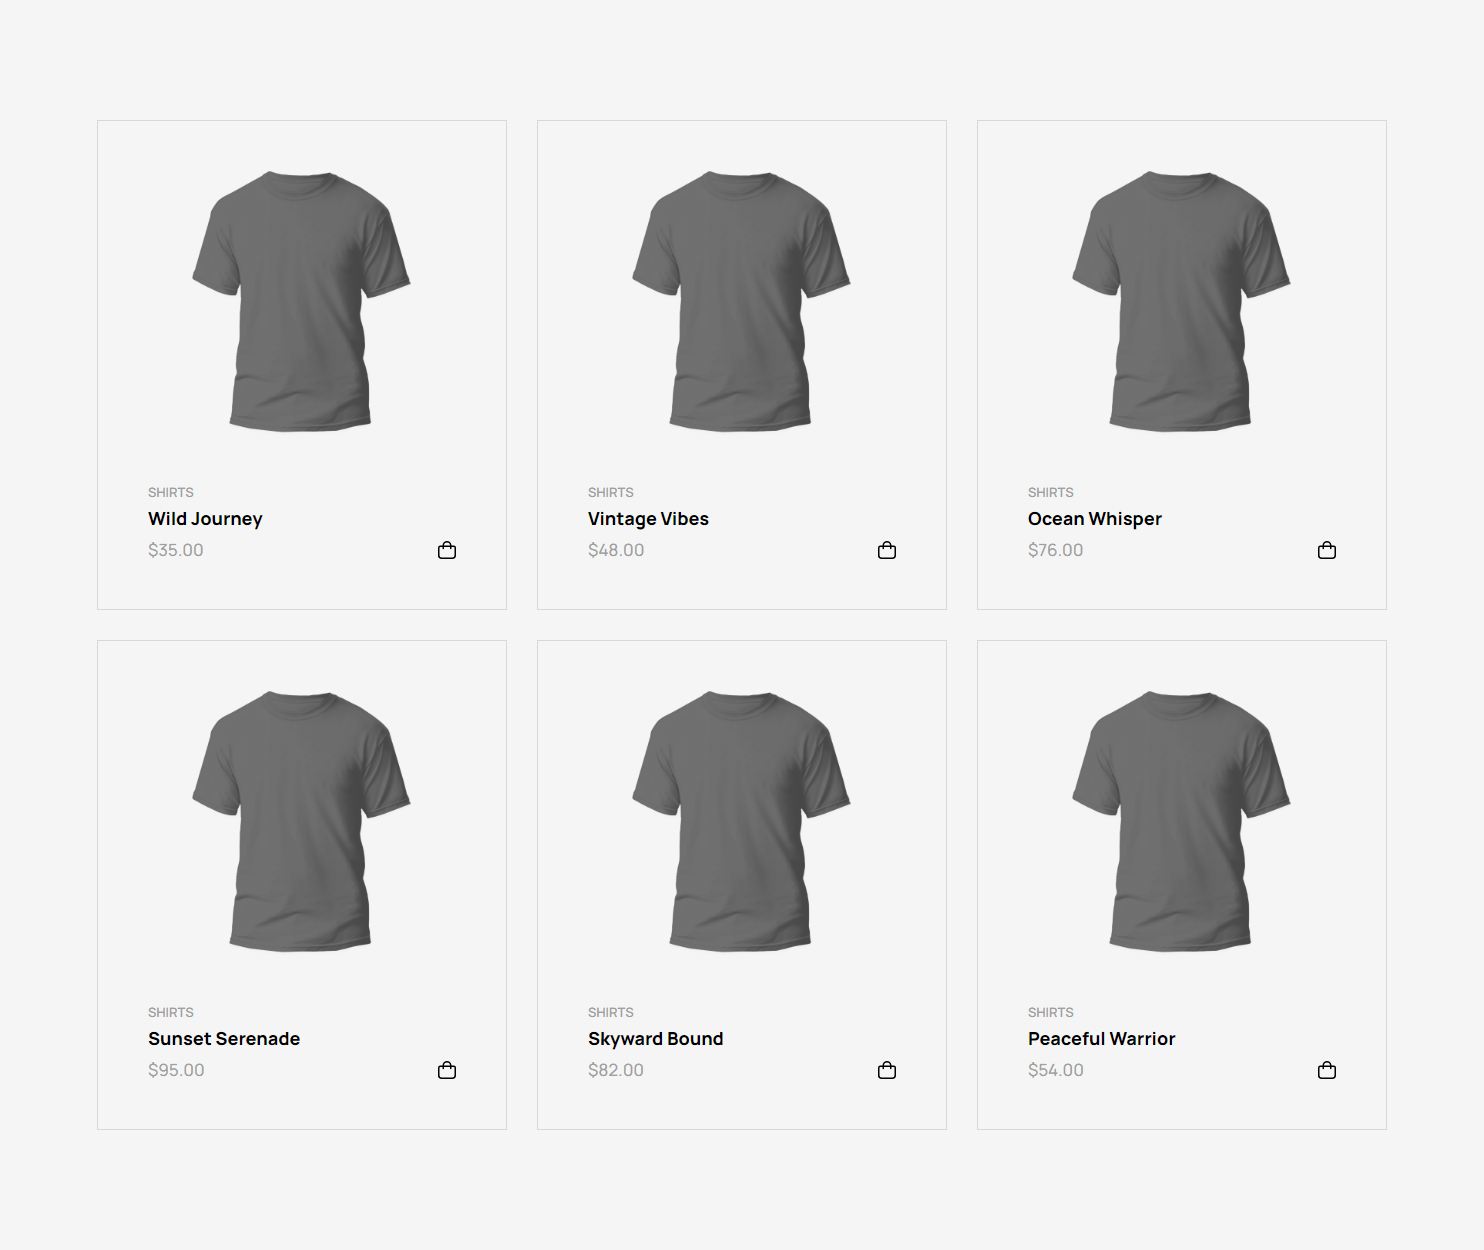 SHIRTS
Wild Journey
$35.00
SHIRTS
Vintage Vibes
$48.00
SHIRTS
Ocean Whisper
$76.00
SHIRTS
Sunset Serenade
$95.00
SHIRTS
Skyward Bound
$82.00
SHIRTS
Peaceful Warrior
$54.00